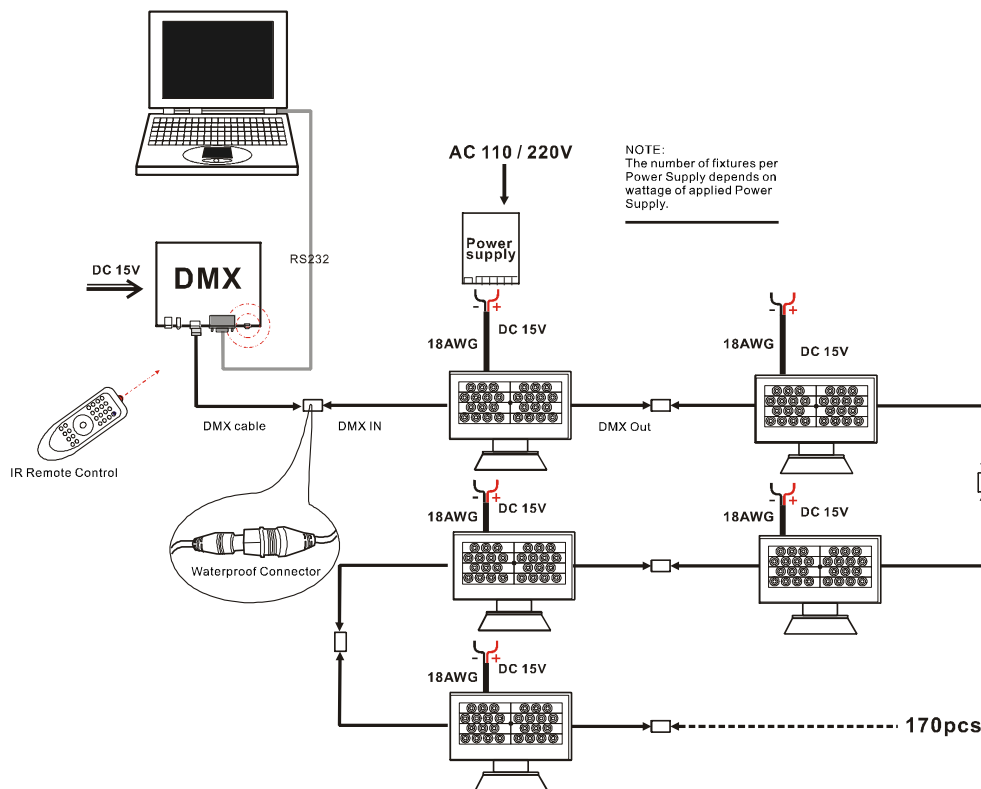 AC 110 / 220V
NOTE:
The number of fixtures per
Power Supply depends on
wattage of applied Power
Supply.
Power
supply
RS232
DC 15V
DMX
- +
DC 15V
18AWG
- +
DC 15V
18AWG
DMX cable
DMX IN
DMX Out
IR Remote Control
- +
DC 15V
18AWG
- +
DC 15V
18AWG
Waterproof Connector
- +
DC 15V
18AWG
170pcs